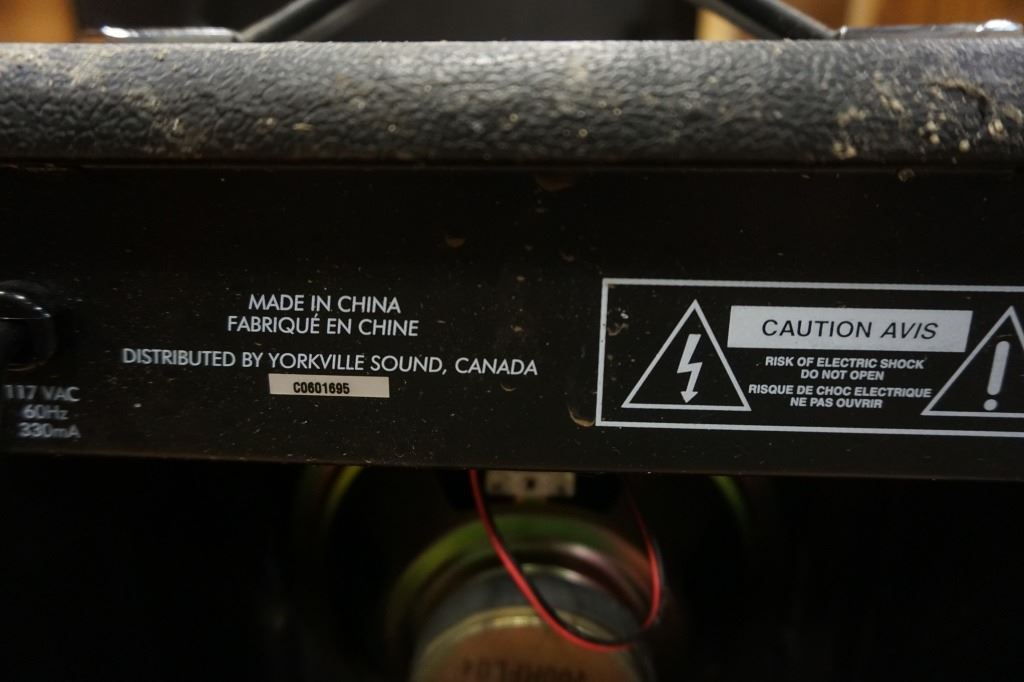 MADE IN CHINA
FABRIQUÉ EN CHINE
DISTRIBUTED BY YORKVILLE SOUND, CANADA
C0601695
117 VAC
60Hz
330mA
CAUTION AVIS
RISK OF ELECTRIC SHOCK
DO NOT OPEN
RISQUE DE CHOC ELECTRIQUE
NE PAS OUVRIR